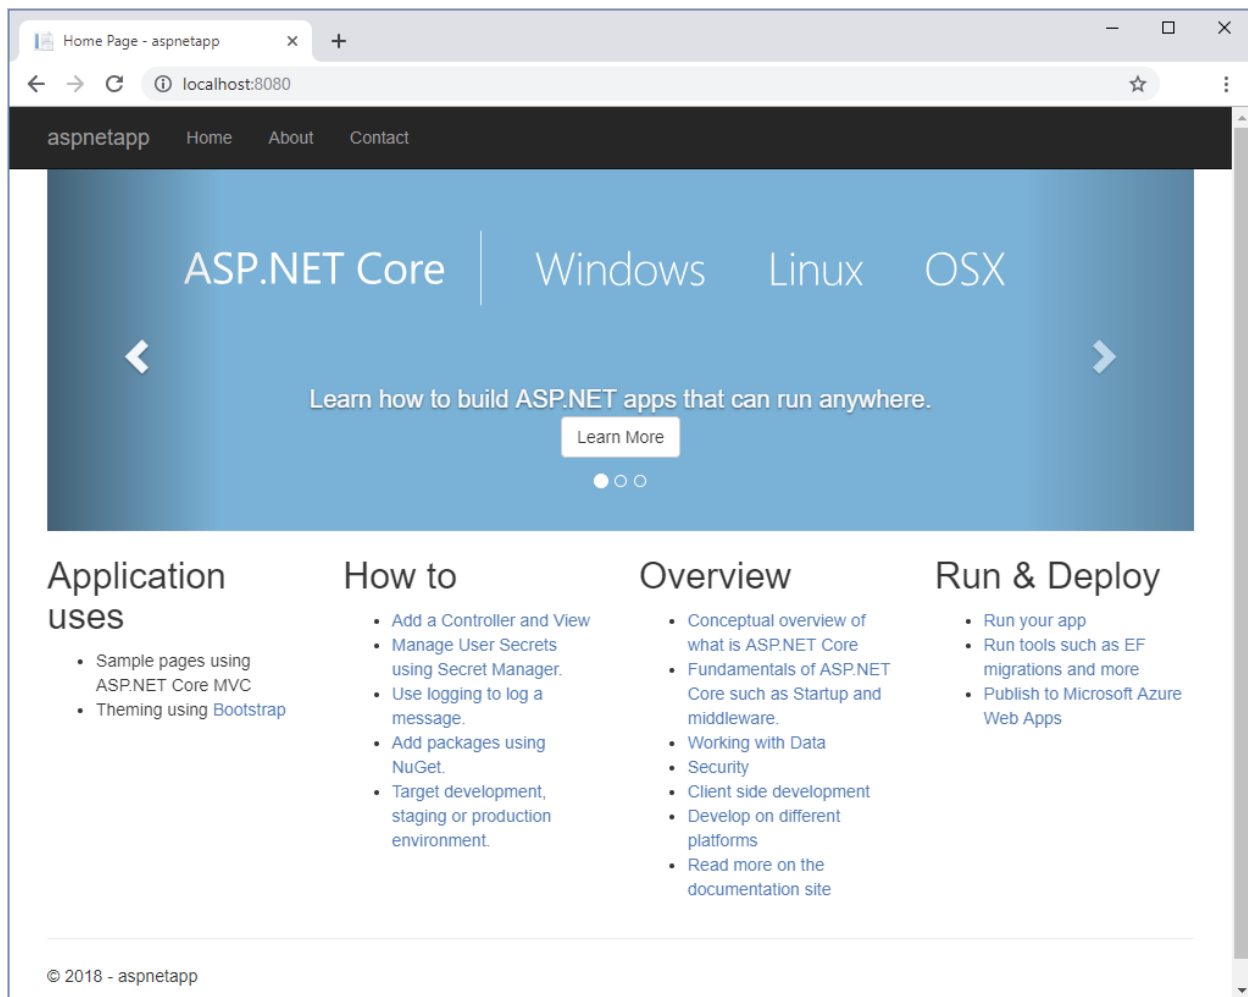 Home Page - aspnetapp
localhost:8080
aspnetapp Home About Contact
ASP.NET Core Windows Linux OSX
Learn how to build ASP.NET apps that can run anywhere.
Learn More
Application
uses
Sample pages using
ASP.NET Core MVC
Theming using Bootstrap
How to
Add a Controller and View
Manage User Secrets
using Secret Manager.
Use logging to log a
message.
Add packages using
NuGet.
Target development,
staging or production
environment.
Overview
Conceptual overview of
what is ASP.NET Core
Fundamentals of ASP.NET
Core such as Startup and
middleware.
Working with Data
Security
Client side development
Develop on different
platforms
Read more on the
documentation site
Run & Deploy
Run your app
Run tools such as EF
migrations and more
Publish to Microsoft Azure
Web Apps
© 2018 - aspnetapp